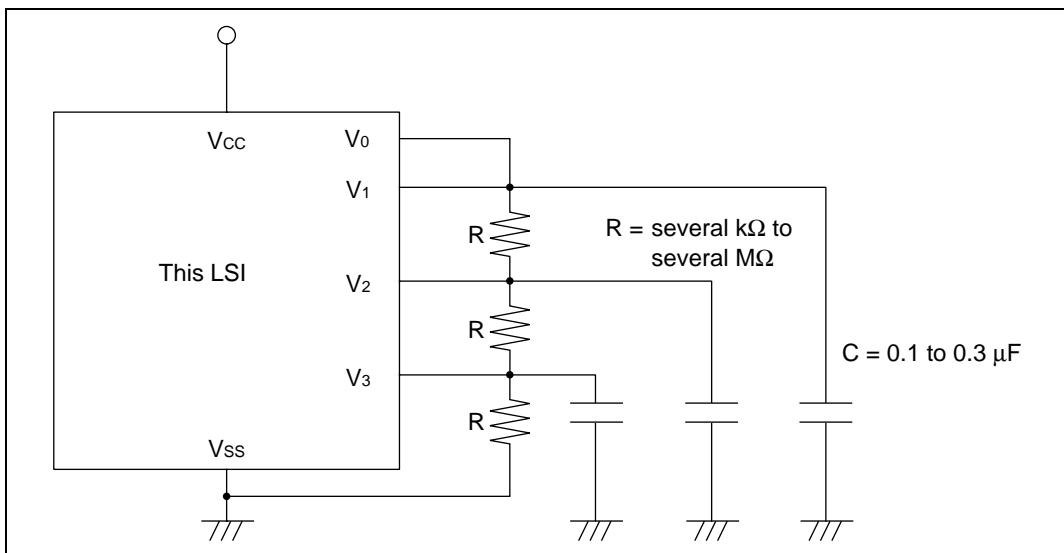 VCC
V0
V1
R
R = several kΩ to
several MΩ
This LSI
V2
R
C = 0.1 to 0.3 μF
V3
R
VSS